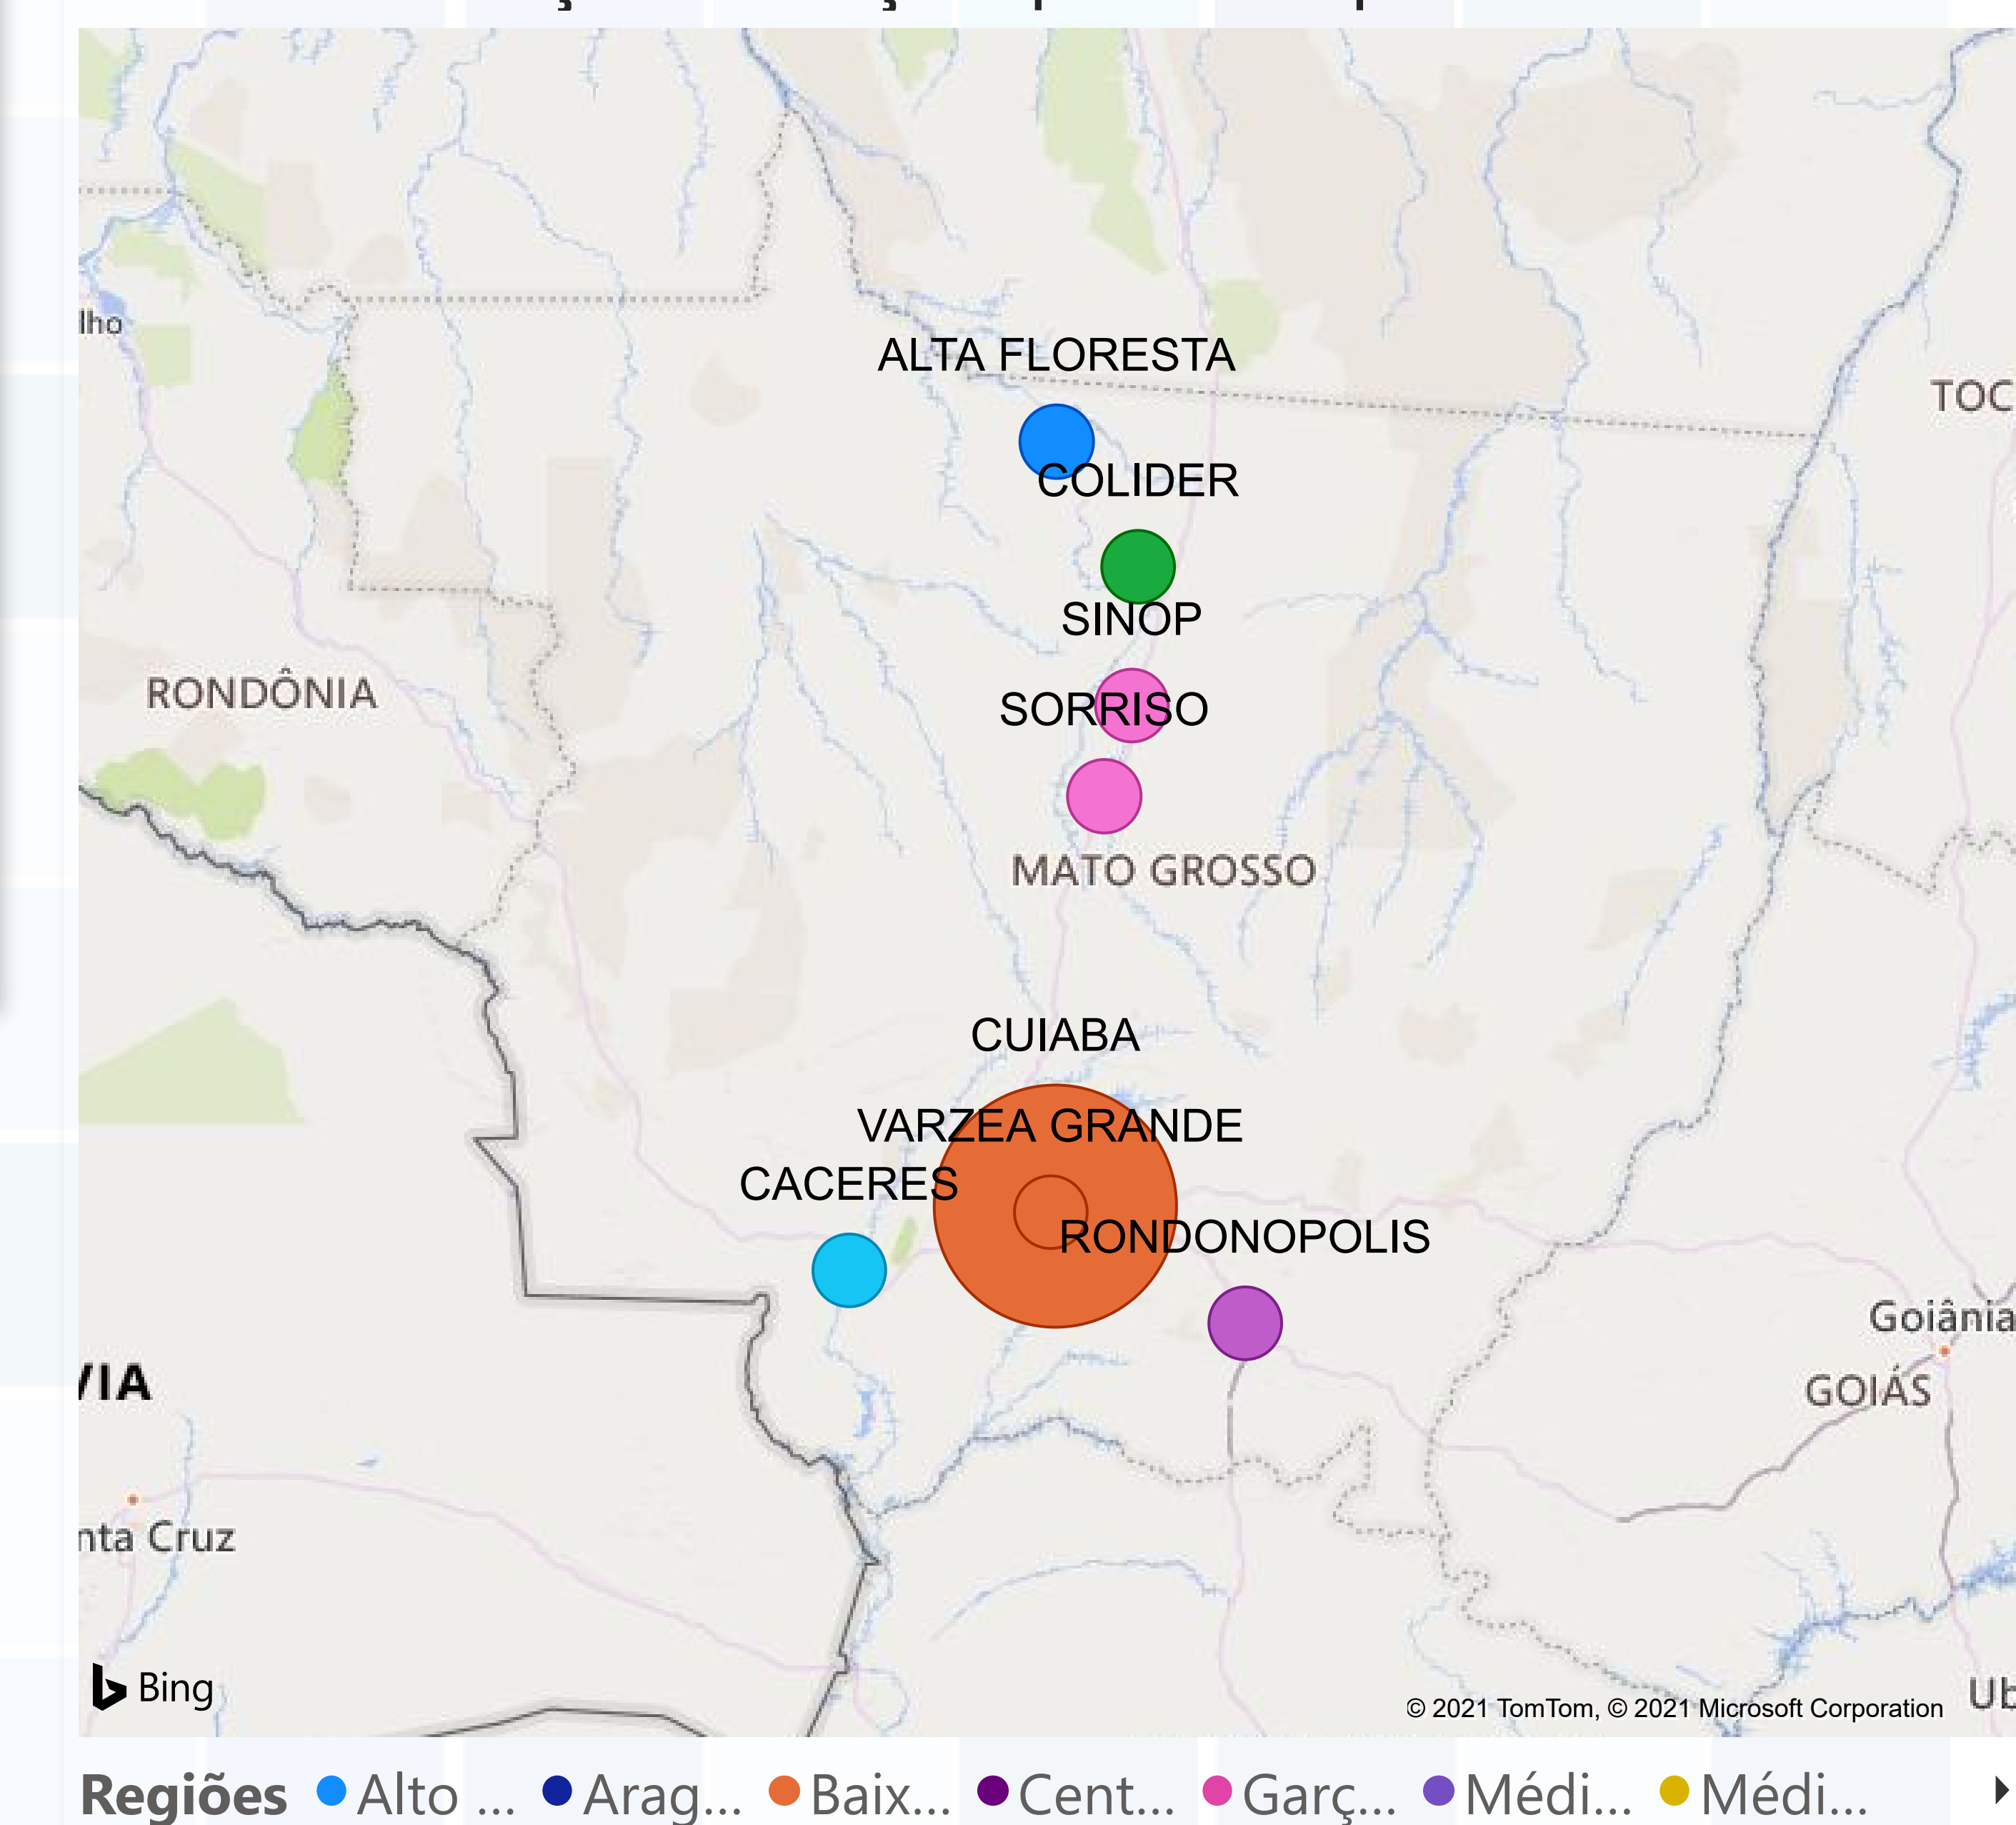 lho
ALTA FLORESTA
TOC
COLIDER
SINOP
RONDÔNIA
SORRISO
MATO GROSSO
CUIABA
VARZEA GRANDE
CACERES
RONDONOPOLIS
Goiânia
VIA
GOIÁS
nta Cruz
Bing
Ub
© 2021 TomTom, © 2021 Microsoft Corporation
Regiões Alto ... Arag... Baix... Cent... Garç... Médi... Médi...